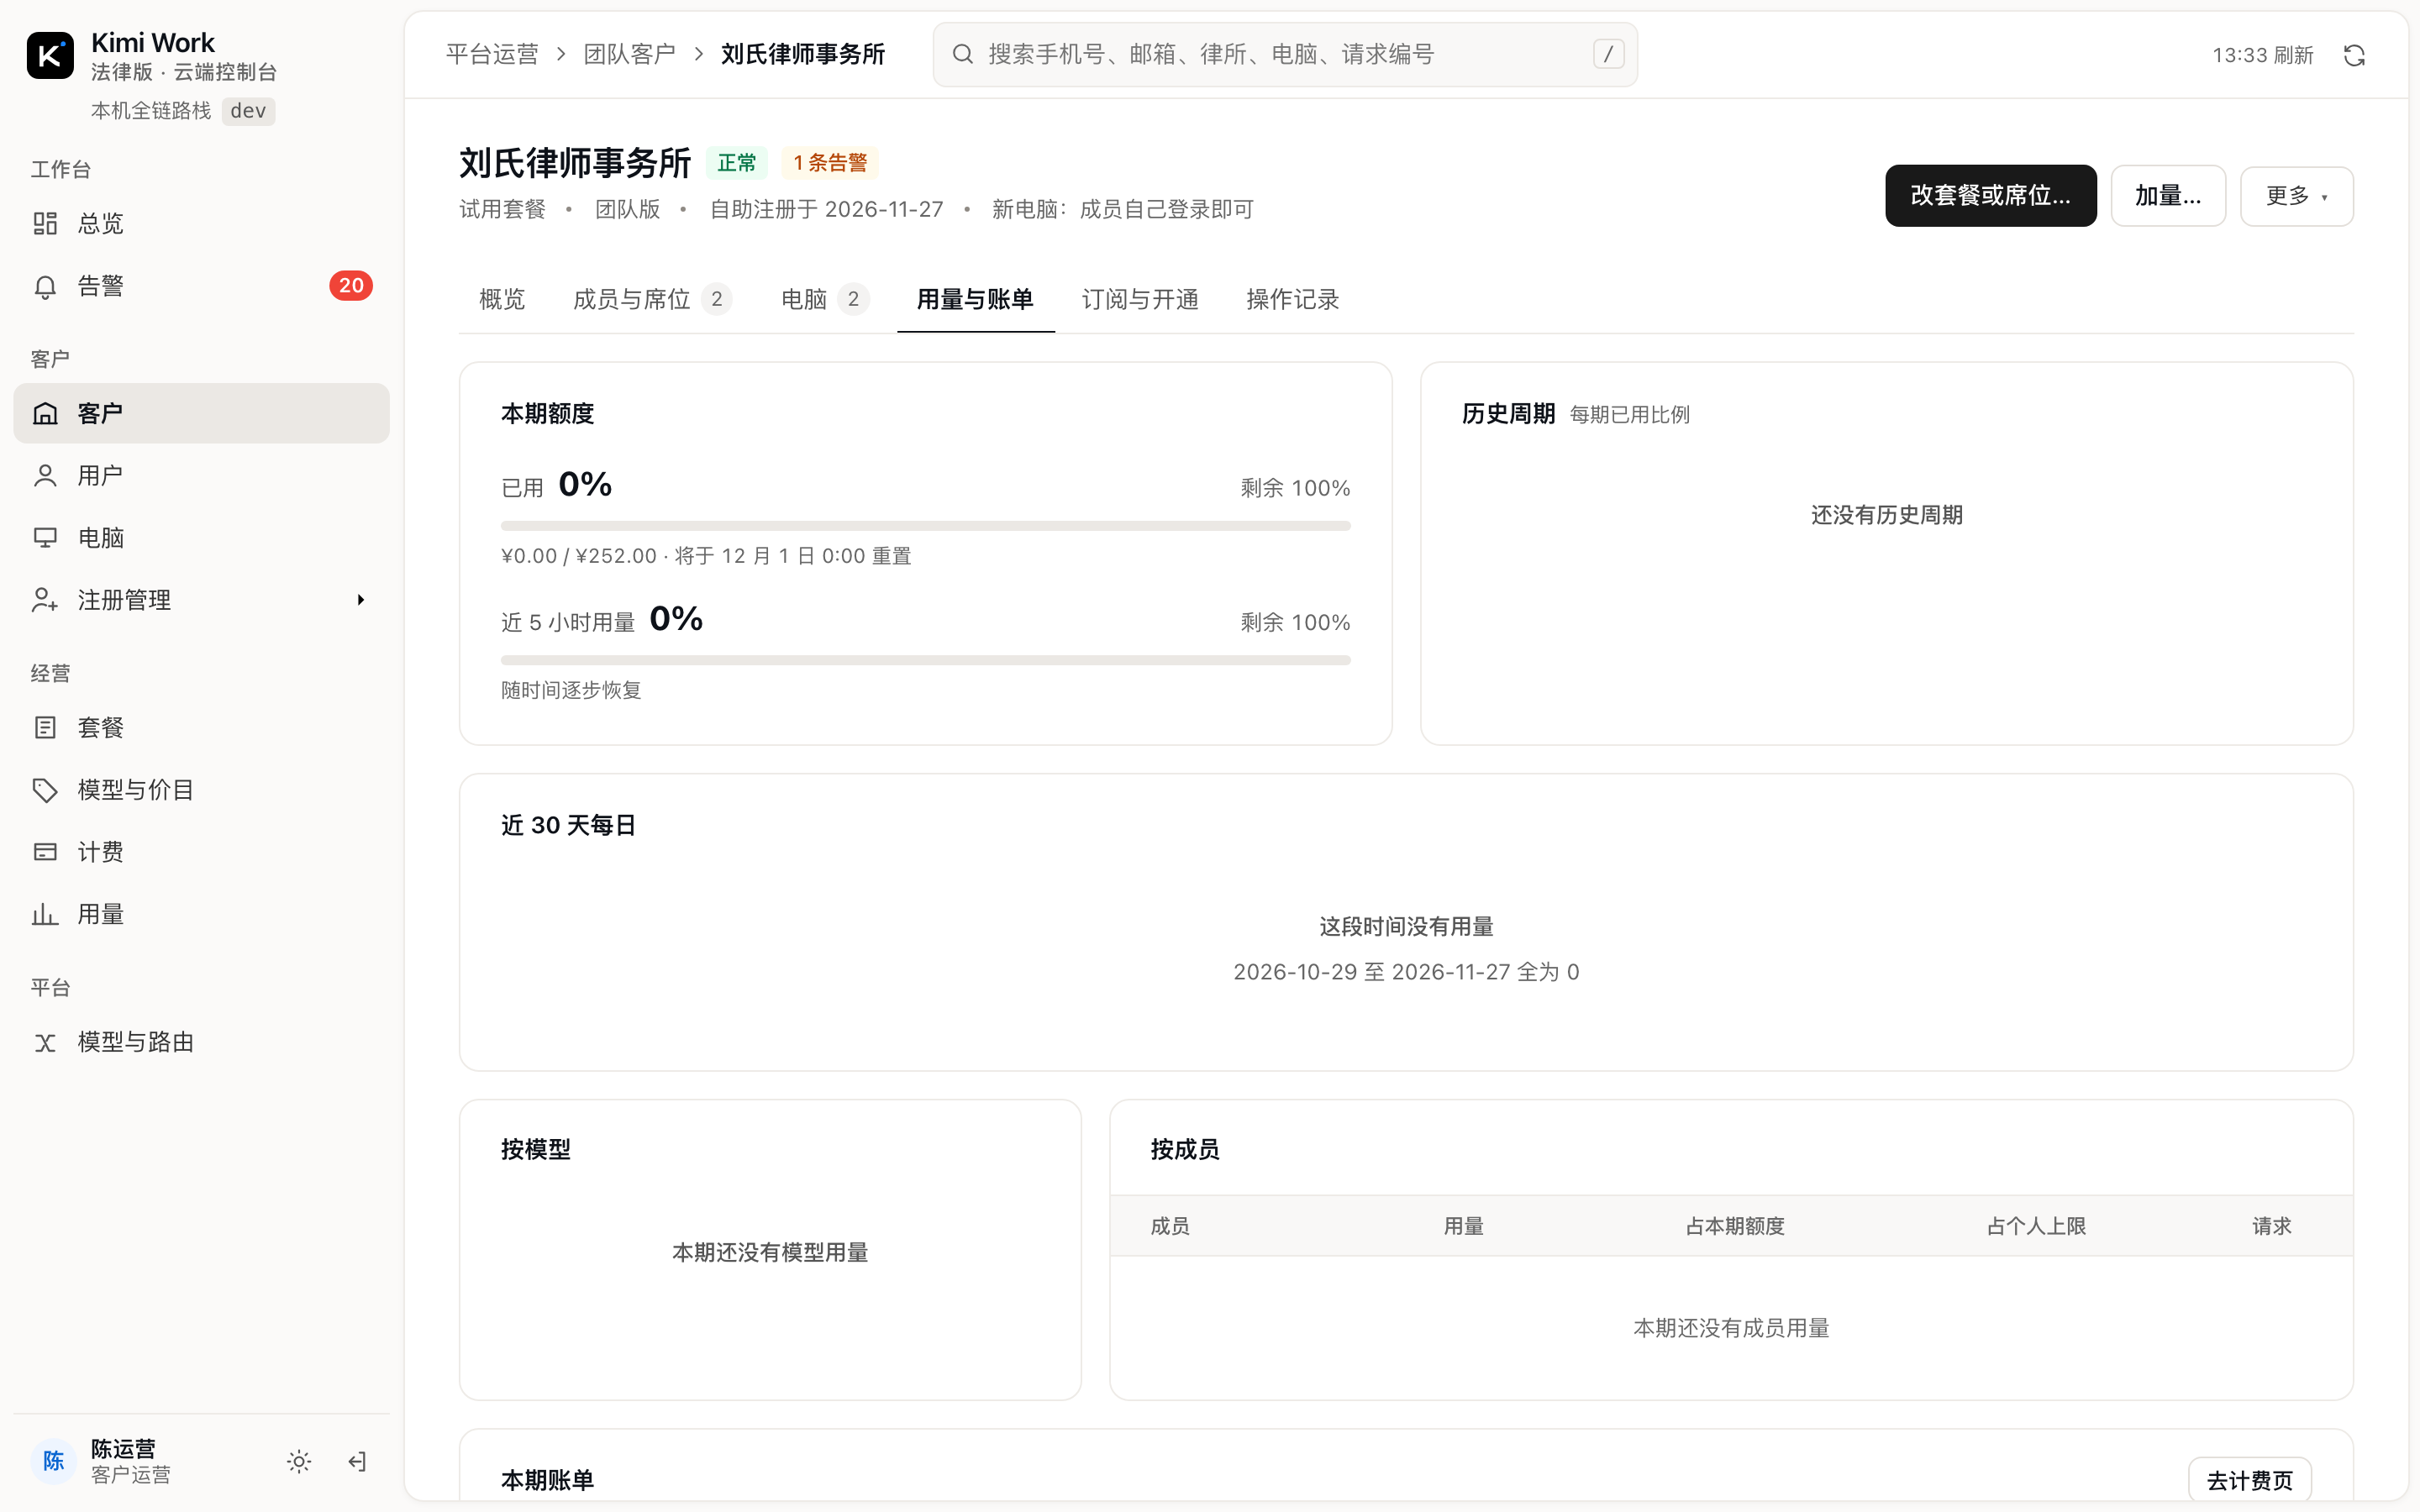 Kimi Work
法律版 · 云端控制台
本机全链路栈 dev
工作台
总览
告警 20
客户
客户
用户
电脑
注册管理
经营
套餐
模型与价目
计费
用量
平台
模型与路由
陈 陈运营
客户运营
平台运营 > 团队客户 > 刘氏律师事务所
搜索手机号、邮箱、律所、电脑、请求编号 /
13:33 刷新
刘氏律师事务所 正常 1 条告警
试用套餐 • 团队版 • 自助注册于 2026-11-27 • 新电脑：成员自己登录即可
改套餐或席位... 加量... 更多
概览 成员与席位 2 电脑 2 用量与账单 订阅与开通 操作记录
本期额度
已用 0% 剩余 100%
¥0.00 / ¥252.00 · 将于 12 月 1 日 0:00 重置
近 5 小时用量 0% 剩余 100%
随时间逐步恢复
历史周期 每期已用比例
还没有历史周期
近 30 天每日
这段时间没有用量
2026-10-29 至 2026-11-27 全为 0
按模型
本期还没有模型用量
按成员
成员 用量 占本期额度 占个人上限 请求
本期还没有成员用量
本期账单 去计费页